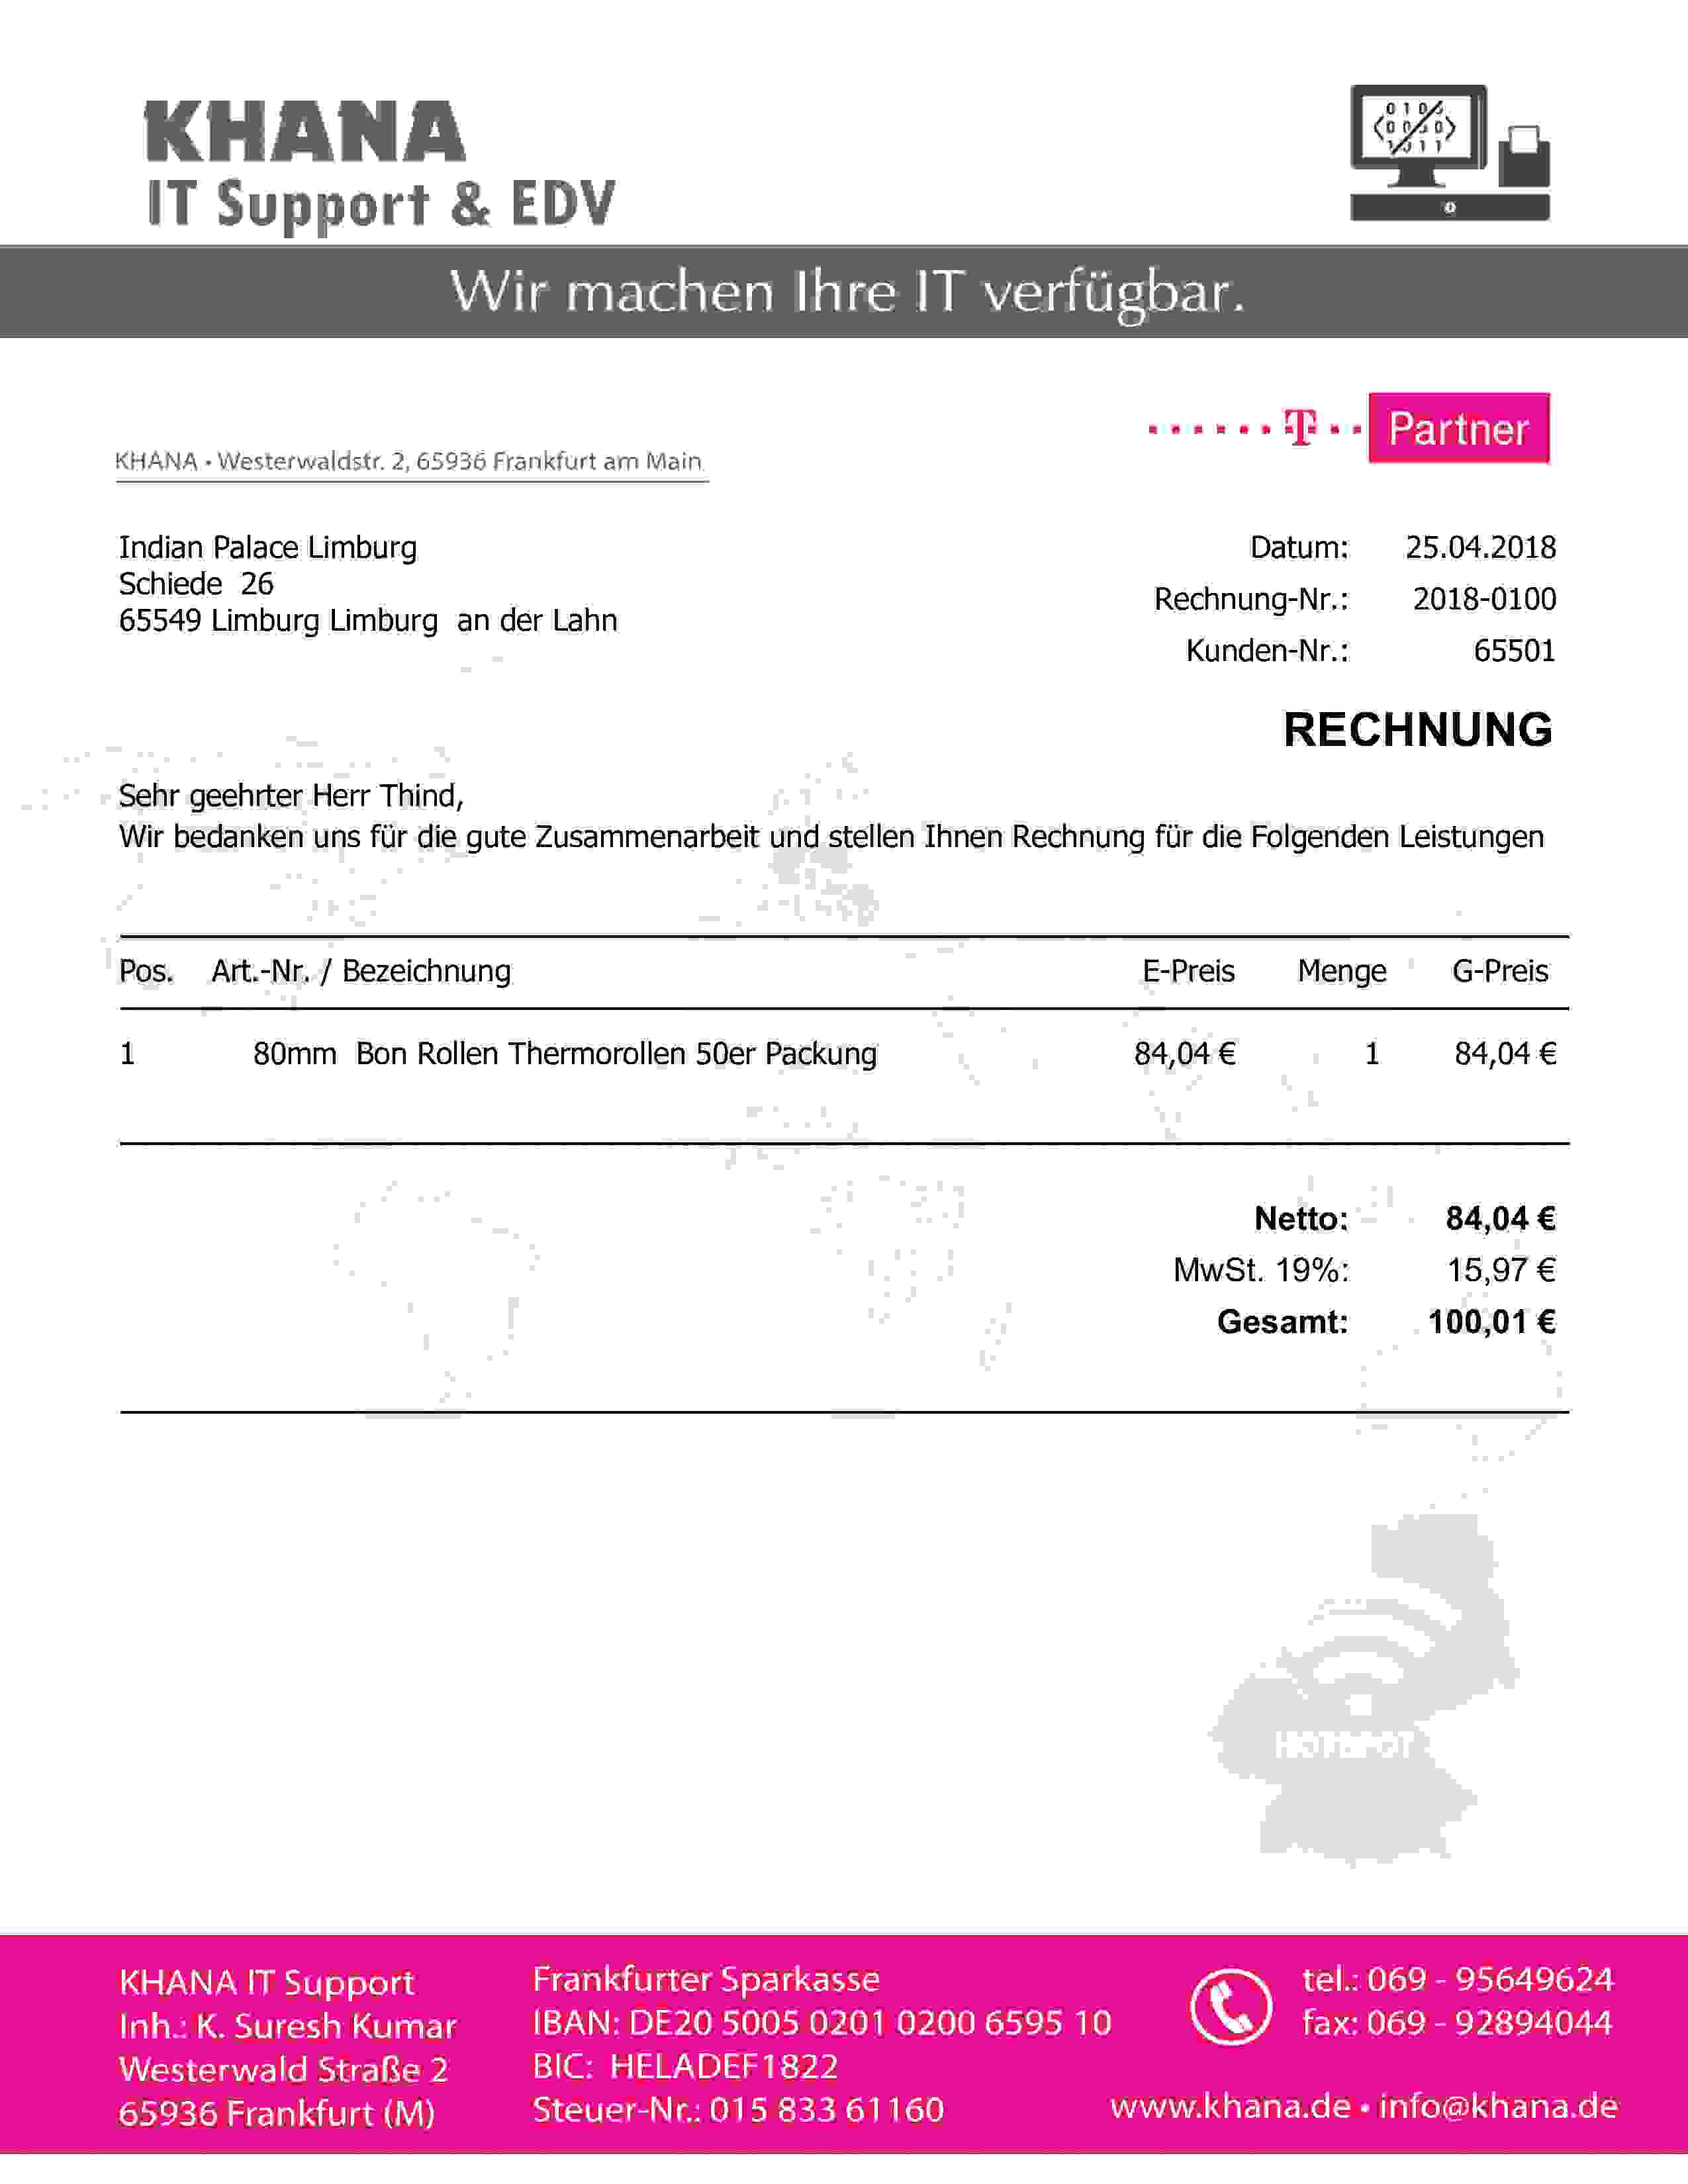 KHANA
IT Support & EDV
Wir machen Ihre IT verfügbar.
T Partner
KHANA • Westerwaldstr. 2, 65936 Frankfurt am Main
Indian Palace Limburg
Schiede 26
65549 Limburg Limburg an der Lahn
Datum: 25.04.2018
Rechnung-Nr.: 2018-0100
Kunden-Nr.: 65501
RECHNUNG
Sehr geehrter Herr Thind,
Wir bedanken uns für die gute Zusammenarbeit und stellen Ihnen Rechnung für die Folgenden Leistungen
Pos. Art.-Nr. / Bezeichnung E-Preis Menge G-Preis
1 80mm Bon Rollen Thermorollen 50er Packung 84,04 € 1 84,04 €
Netto: 84,04 €
MwSt. 19%: 15,97 €
Gesamt: 100,01 €
KHANA IT Support
Inh.: K. Suresh Kumar
Westerwald Straße 2
65936 Frankfurt (M)
Frankfurter Sparkasse
IBAN: DE20 5005 0201 0200 6595 10
BIC: HELADEF1822
Steuer-Nr.: 015 833 61160
tel.: 069 - 95649624
fax: 069 - 92894044
www.khana.de • info@khana.de